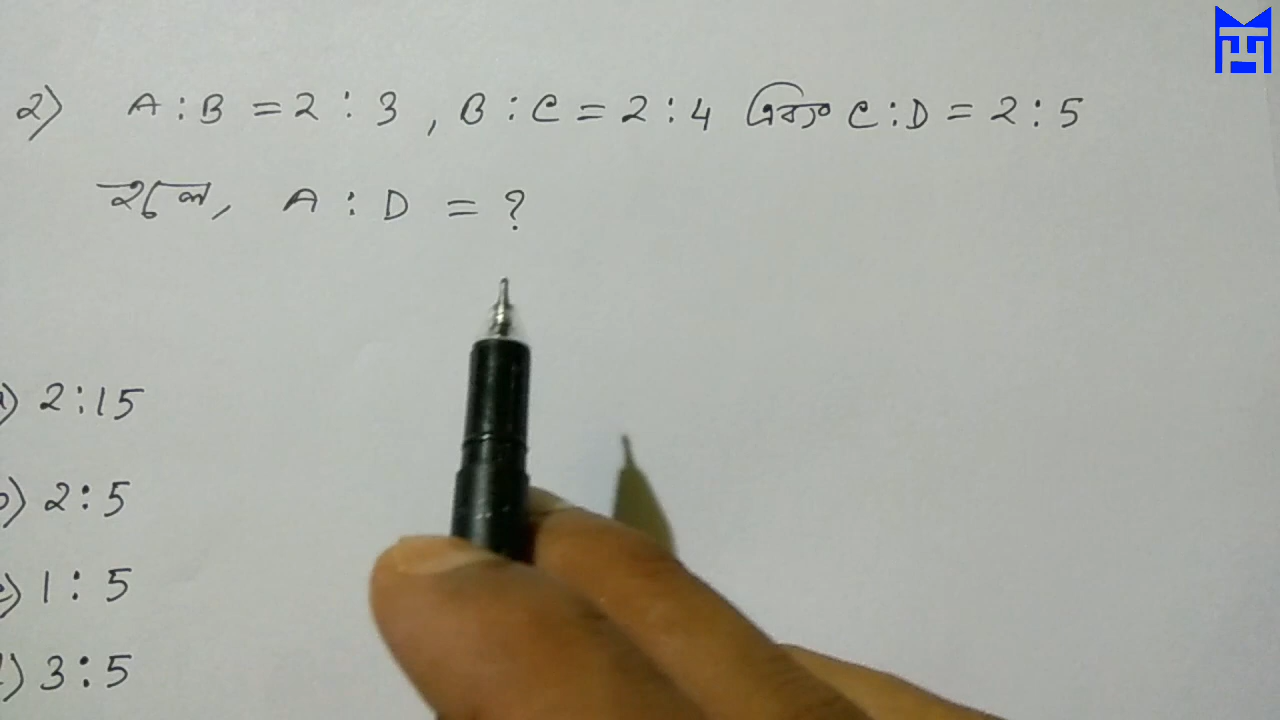 2) A : B = 2 : 3 , B : C = 2 : 4 এবং C : D = 2 : 5
হলে, A : D = ?
a) 2 : 15
b) 2 : 5
c) 1 : 5
d) 3 : 5